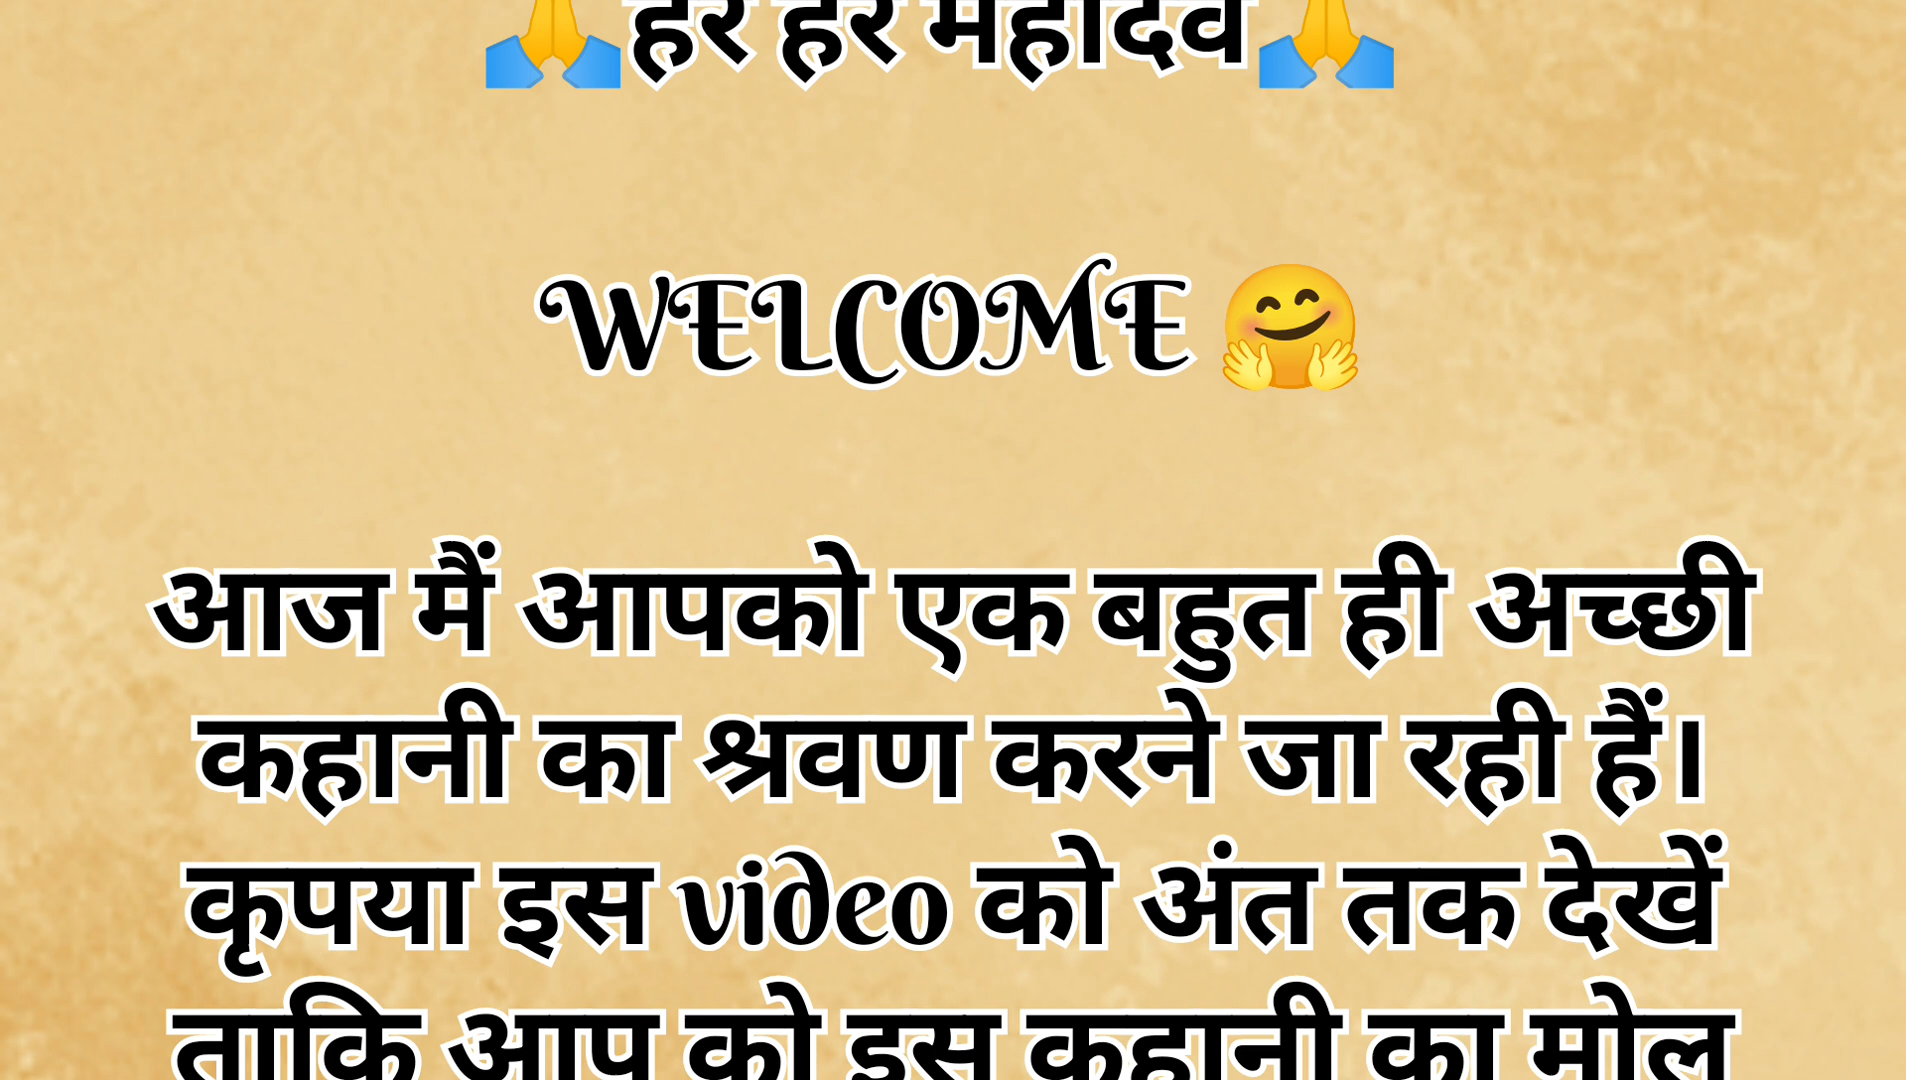 🙏हर हर महादेव🙏
WELCOME 🤗
आज मैं आपको एक बहुत ही अच्छी
कहानी का श्रवण करने जा रही हैं।
कृपया इस video को अंत तक देखें
ताकि आप को इस कहानी का मोल